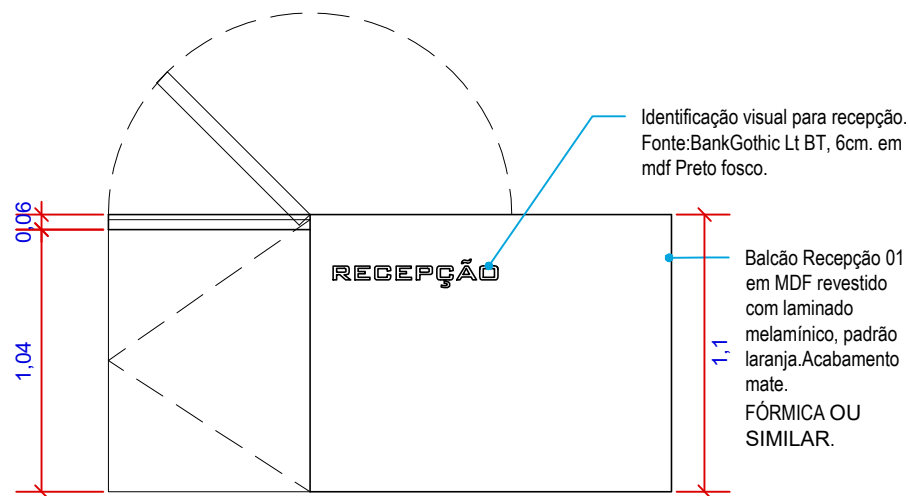 Identificação visual para recepção.
Fonte:BankGothic Lt BT, 6cm. em
mdf Preto fosco.
0,06
RECEPÇÃO
1,04
1,1
Balcão Recepção 01
em MDF revestido
com laminado
melamínico, padrão
laranja.Acabamento
mate.
FÓRMICA OU
SIMILAR.